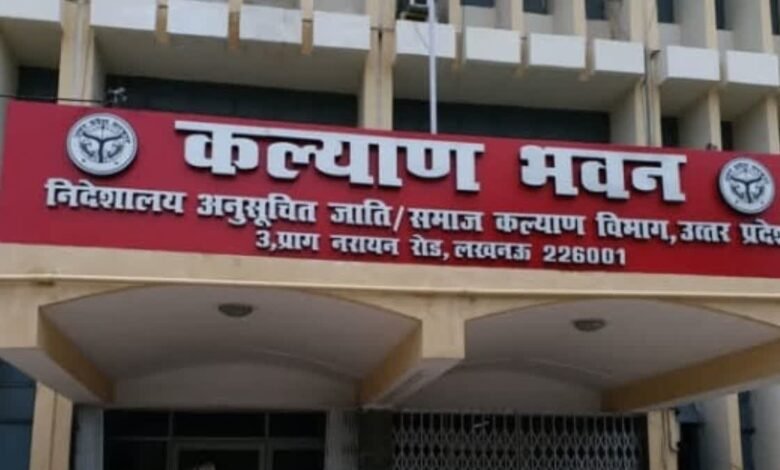 कल्याण भवन
निदेशालय अनुसूचित जाति/समाज कल्याण विभाग, उत्तर प्रदेश
3,प्राग नरायन रोड, लखनऊ 226001